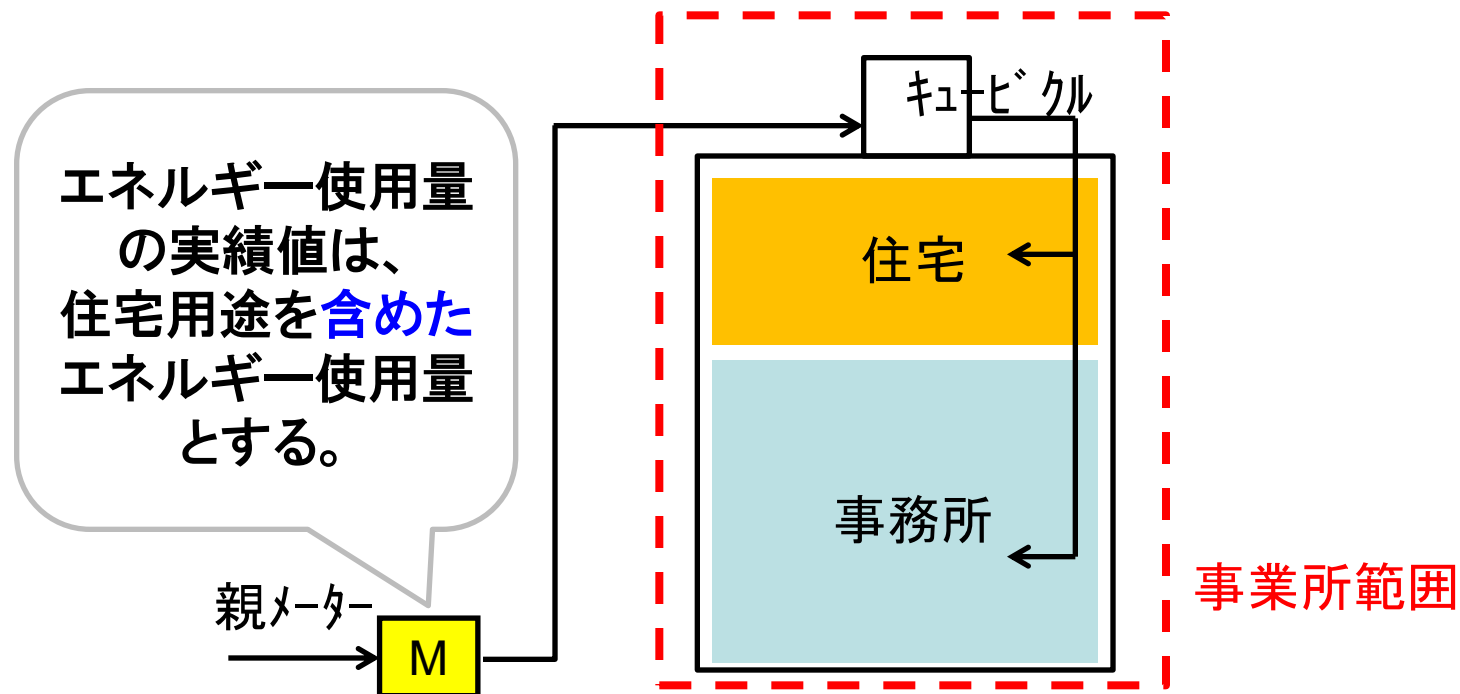 キュービクル
エネルギー使用量
の実績値は、
住宅用途を含めた
エネルギー使用量
とする。
住宅
事務所
事業所範囲
親メーター
M